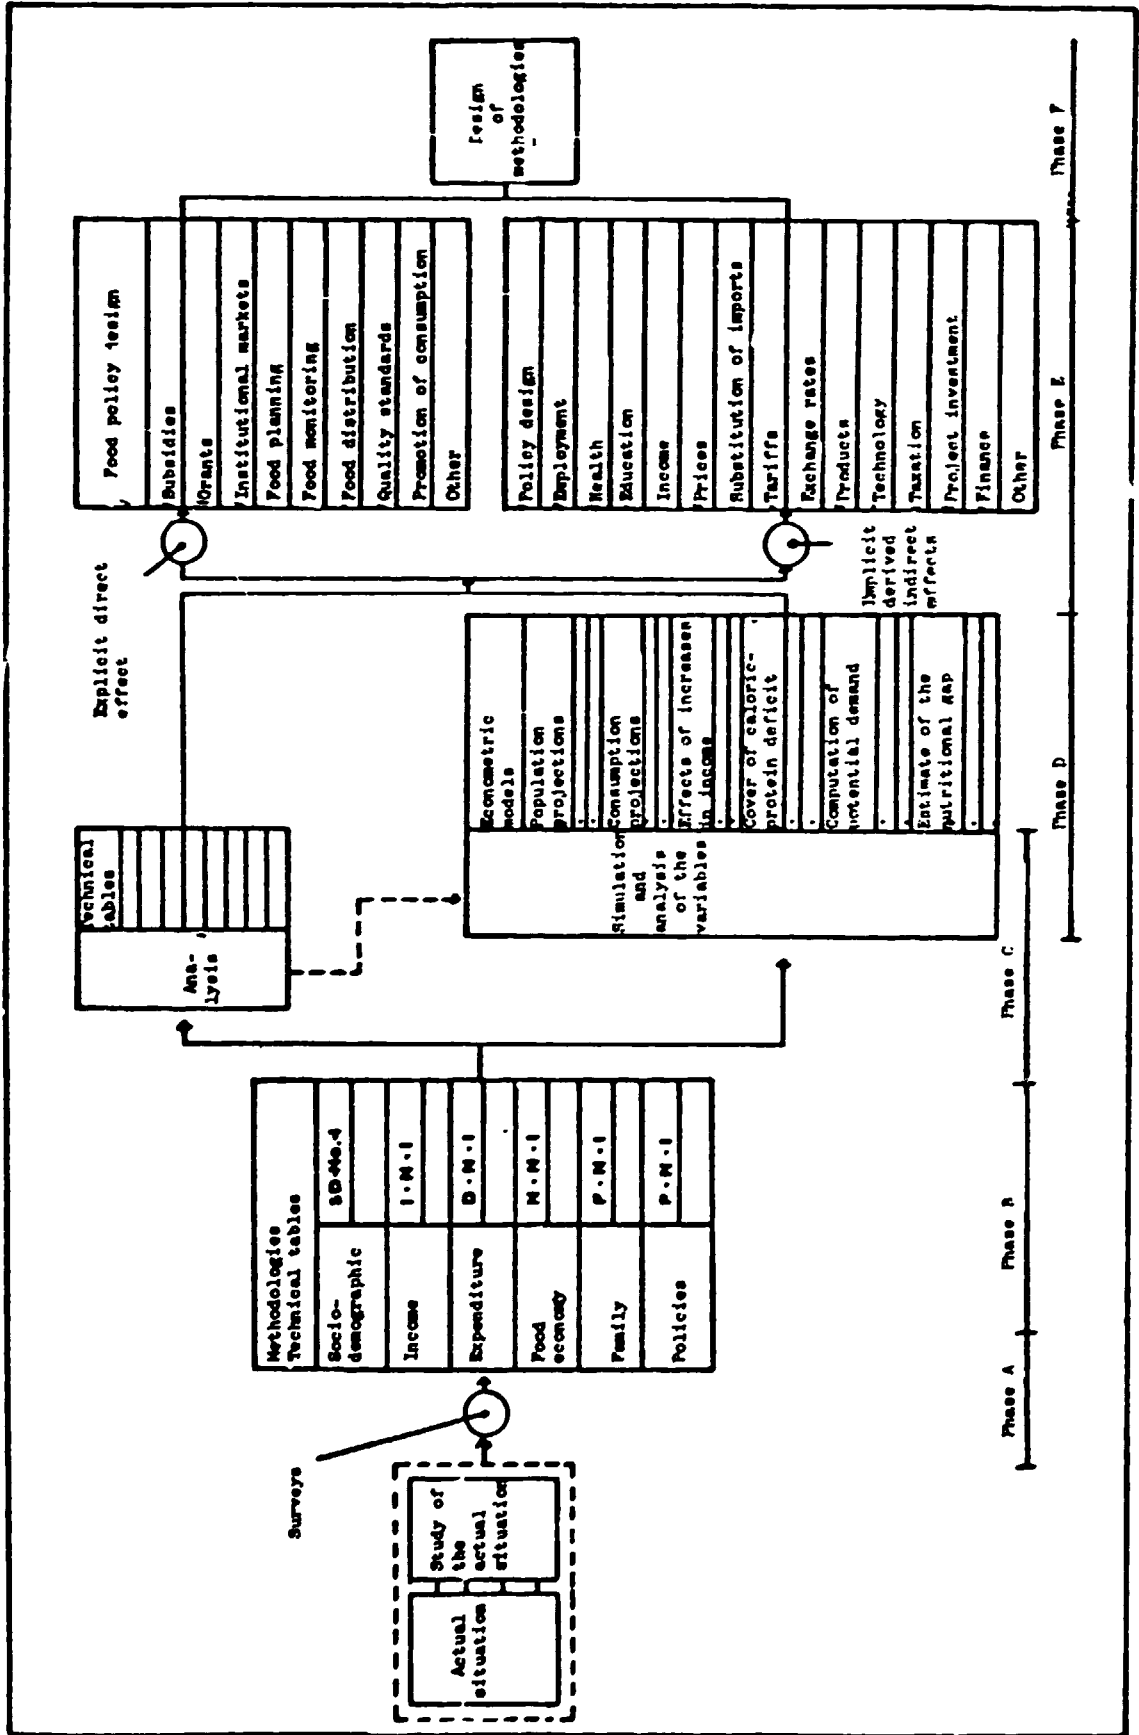 Actual
situation
Study of
the
actual
situation
Surveys
Methodologies
Technical tables
Socio-
demographic
Income
I.N.1
Expenditure
D.N.1
Food
economy
N.N.1
Family
F.N.1
Policies
P.N.1
Ana-
lysis
Technical
tables
Simulation
and
analysis
of the
variables
Econometric
models
Population
projections
Consumption
projections
Effects of increases
in income
Cover of caloric-
protein deficit
Computation of
potential demand
Estimate of the
nutritional gap
Explicit direct
effect
Implicit
derived
indirect
effects
Food policy design
Subsidies
Grants
Institutional markets
Food planning
Food monitoring
Food distribution
Quality standards
Promotion of consumption
Other
Policy design
Employment
Health
Education
Income
Prices
Substitution of imports
Tariffs
Exchange rates
Products
Technology
Taxation
Project investment
Finance
Other
Design
of
methodologies
Phase A
Phase B
Phase C
Phase D
Phase E
Phase F